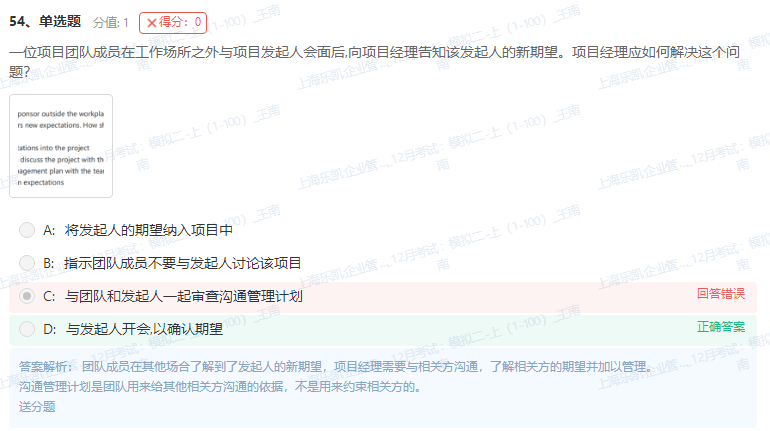 54、单选题 分值: 1 ✕得分: 0
一位项目团队成员在工作场所之外与项目发起人会面后,向项目经理告知该发起人的新期望。项目经理应如何解决这个问
题?
ponsor outside the workpla
rs new expectations. How sl
tations into the project
discuss the project with th
agement plan with the tean
n expectations
A: 将发起人的期望纳入项目中
B: 指示团队成员不要与发起人讨论该项目
C: 与团队和发起人一起审查沟通管理计划 回答错误
D: 与发起人开会,以确认期望 正确答案
答案解析: 团队成员在其他场合了解到了发起人的新期望，项目经理需要与相关方沟通，了解相关方的期望并加以管理。
沟通管理计划是团队用来给其他相关方沟通的依据，不是用来约束相关方的。
送分题
上海乐凯企业管..._12月考试：模拟二-上（1-100）_王南